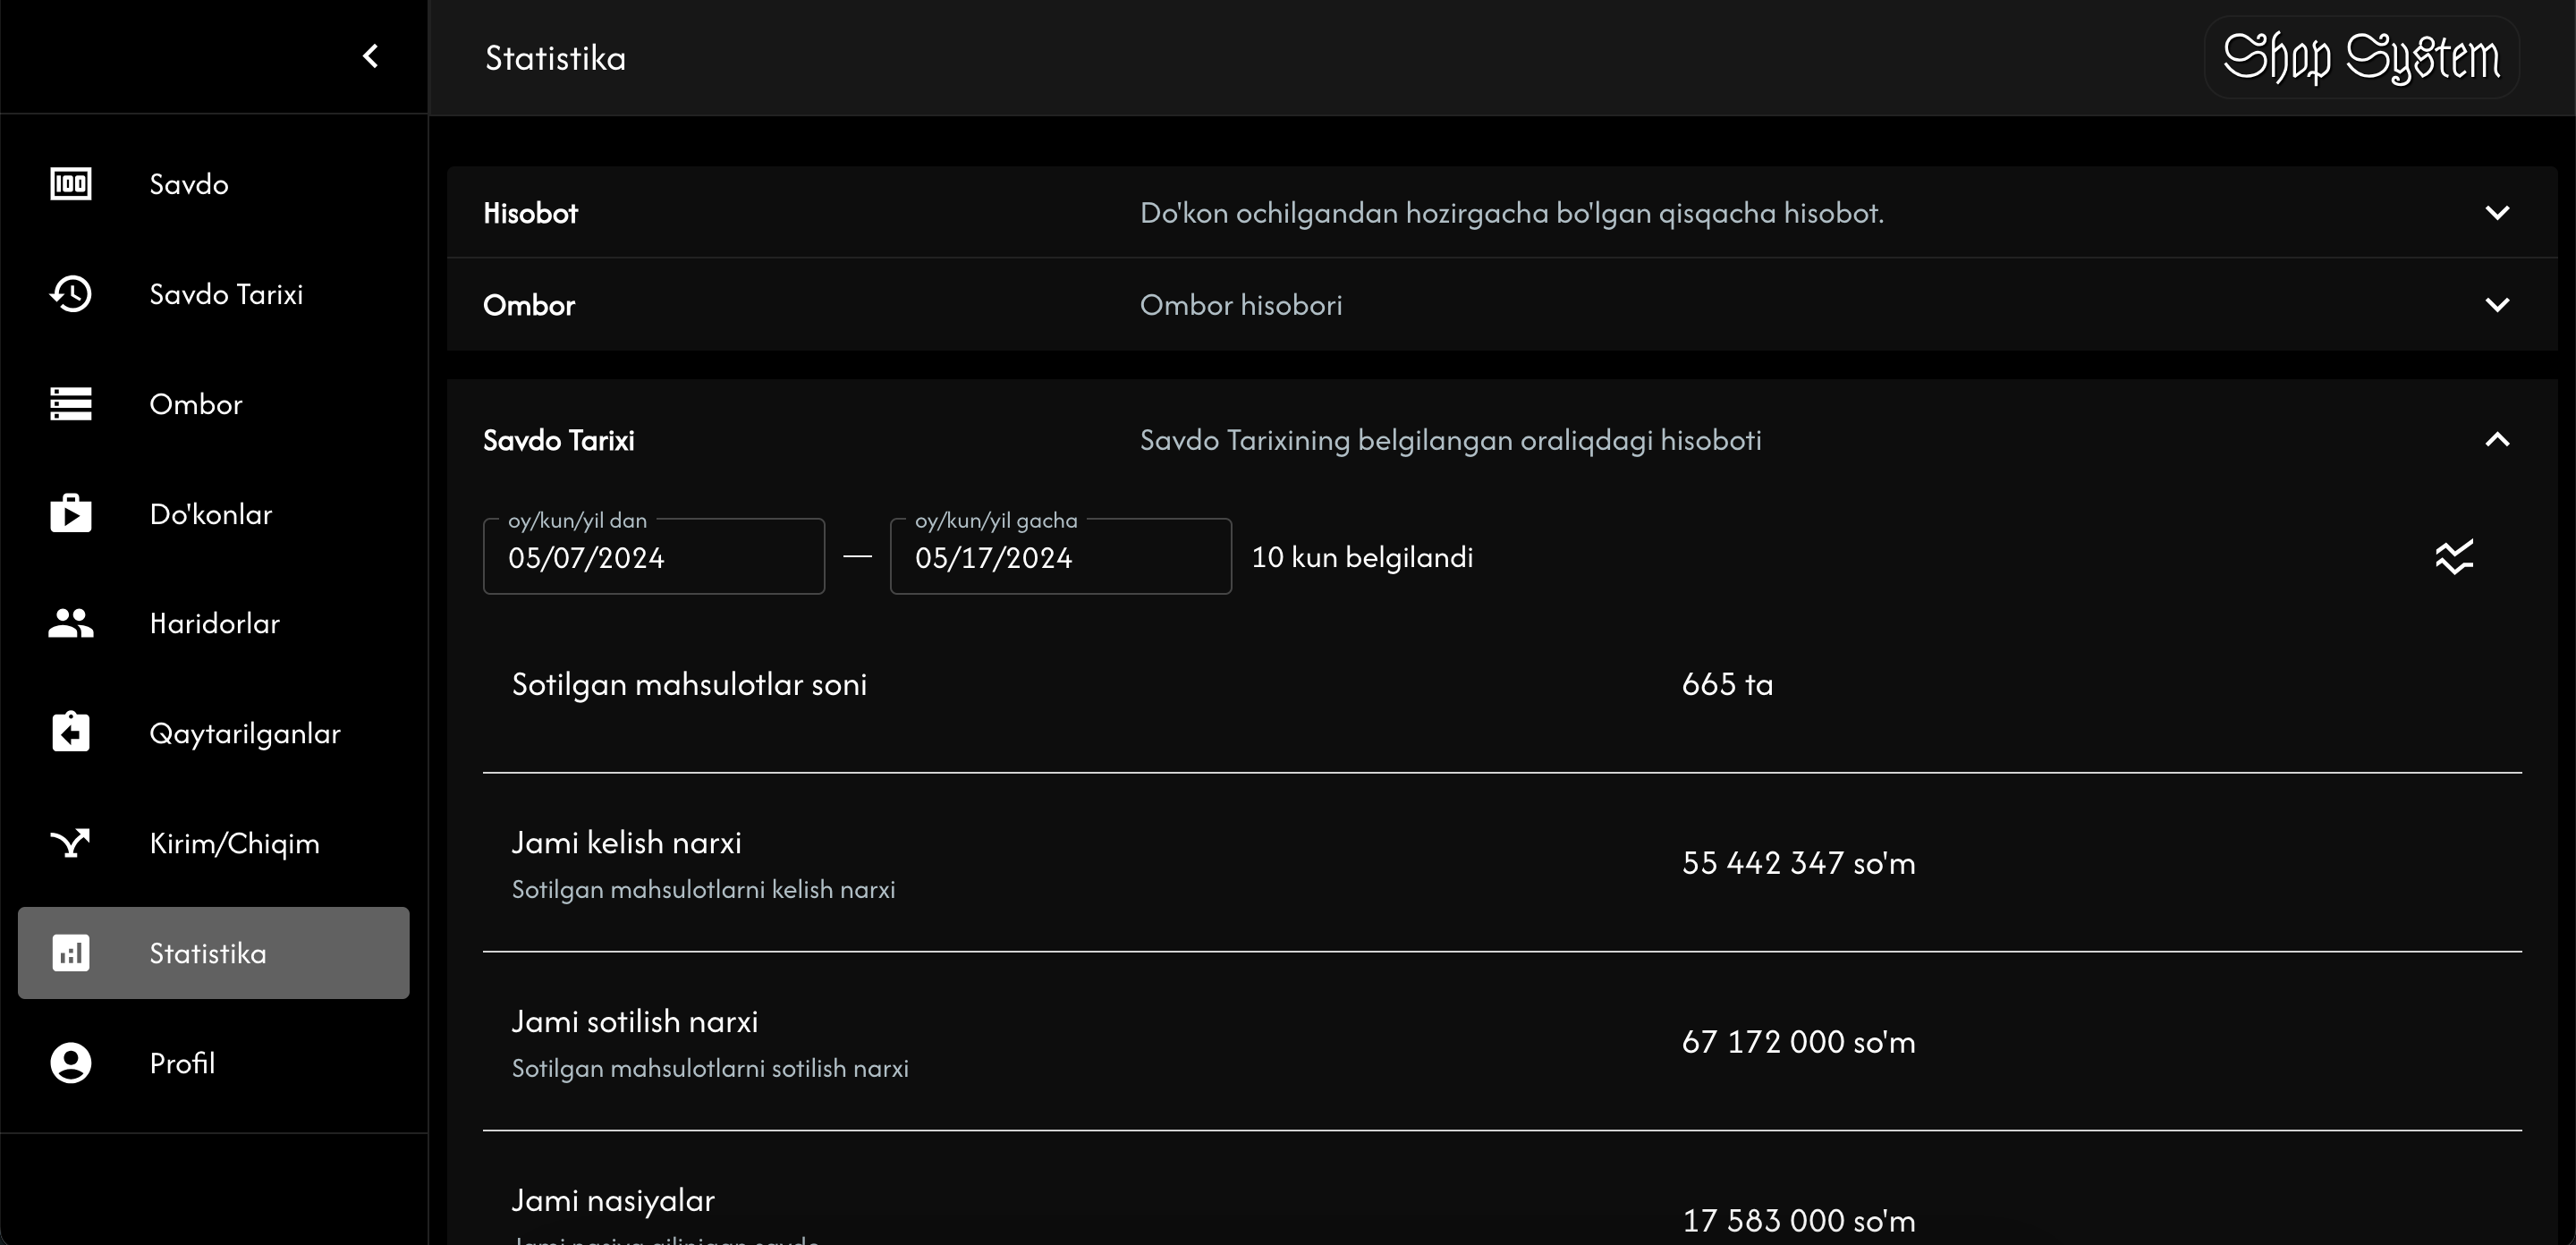 Statistika
Shop System
Savdo
Savdo Tarixi
Ombor
Do'konlar
Haridorlar
Qaytarilganlar
Kirim/Chiqim
Statistika
Profil
Hisobot
Do'kon ochilgandan hozirgacha bo'lgan qisqacha hisobot.
Ombor
Ombor hisobori
Savdo Tarixi
Savdo Tarixining belgilangan oraliqdagi hisoboti
oy/kun/yil dan
05/07/2024
—
oy/kun/yil gacha
05/17/2024
10 kun belgilandi
Sotilgan mahsulotlar soni
665 ta
Jami kelish narxi
Sotilgan mahsulotlarni kelish narxi
55 442 347 so'm
Jami sotilish narxi
Sotilgan mahsulotlarni sotilish narxi
67 172 000 so'm
Jami nasiyalar
17 583 000 so'm